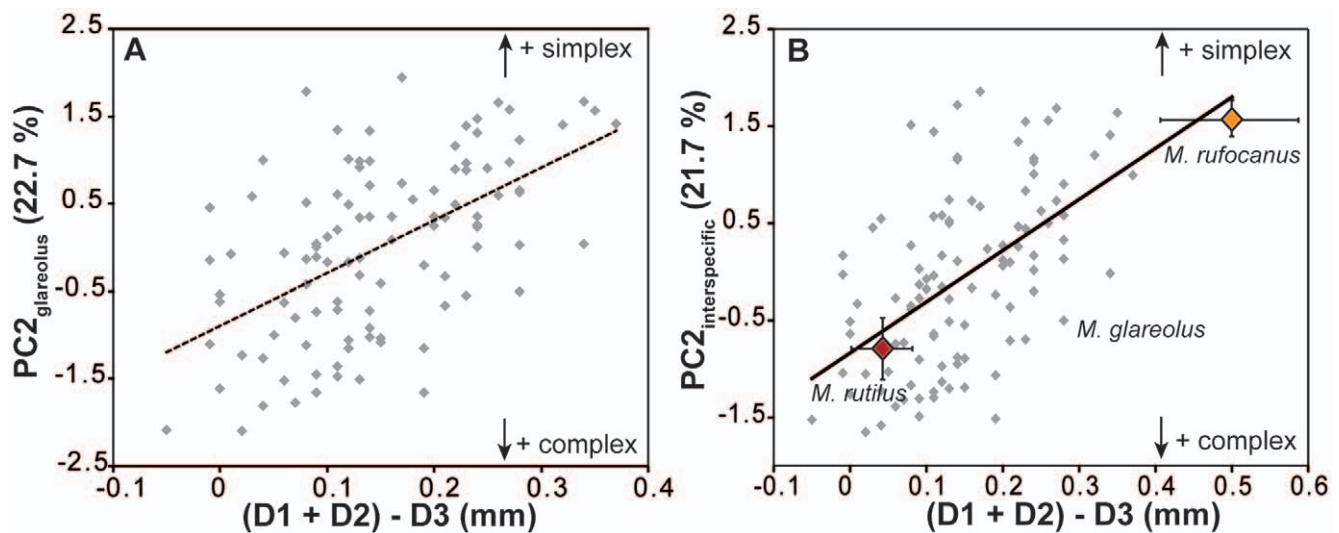 A
+ simplex
PC2glareolus (22.7 %)
2.5
1.5
0.5
-0.5
-1.5
-2.5
+ complex
-0.1
0
0.1
0.2
0.3
0.4
(D1 + D2) - D3 (mm)
B
+ simplex
PC2interspecific (21.7 %)
2.5
1.5
0.5
-0.5
-1.5
M. rufocanus
M. glareolus
M. rutilus
+ complex
-0.1
0
0.1
0.2
0.3
0.4
0.5
0.6
(D1 + D2) - D3 (mm)